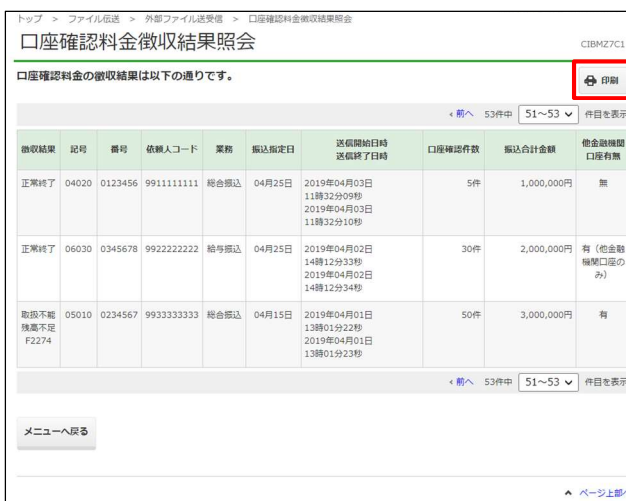 トップ > ファイル伝送 > 外部ファイル送受信 > 口座確認料金徴収結果照会
口座確認料金徴収結果照会
CIBMZ7C1
口座確認料金の徴収結果は以下の通りです。
印刷
‹前へ 53件中 51～53 件目を表示
徴収結果 記号 番号 依頼人コード 業務 振込指定日 送信開始日時 口座確認件数 振込合計金額 他金融機関
送信終了日時 口座有無
正常終了 04020 0123456 9911111111 総合振込 04月25日 2019年04月03日 5件 1,000,000円 無
11時32分09秒
2019年04月03日
11時32分10秒
正常終了 06030 0345678 9922222222 給与振込 04月25日 2019年04月02日 30件 2,000,000円 有（他金融
14時12分33秒 機関口座の
2019年04月02日 み）
14時12分34秒
取扱不能 05010 0234567 9933333333 総合振込 04月15日 2019年04月01日 50件 3,000,000円 有
残高不足 13時01分22秒
F2274 2019年04月01日
13時01分23秒
‹前へ 53件中 51～53 件目を表示
メニューへ戻る
ページ上部へ